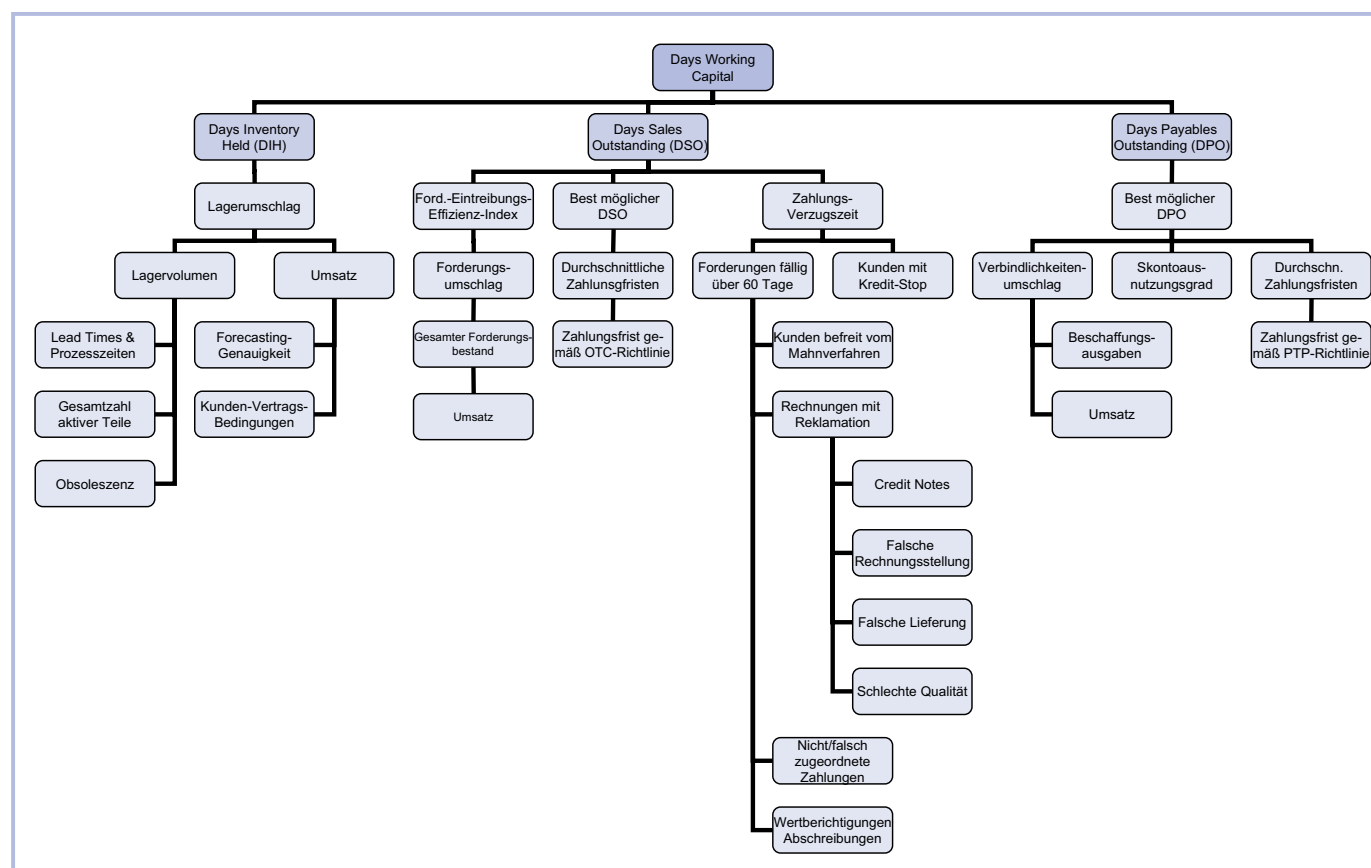 Days Working
Capital
Days Inventory
Held (DIH)
Days Sales
Outstanding (DSO)
Days Payables
Outstanding (DPO)
Lagerumschlag
Ford.-Eintreibungs-
Effizienz-Index
Best möglicher
DSO
Zahlungs-
Verzugszeit
Best möglicher
DPO
Lagervolumen
Umsatz
Forderungs-
umschlag
Durchschnittliche
Zahlunsgfristen
Forderungen fällig
über 60 Tage
Kunden mit
Kredit-Stop
Verbindlichkeiten-
umschlag
Skontoaus-
nutzungsgrad
Durchschn.
Zahlungsfristen
Lead Times &
Prozesszeiten
Forecasting-
Genauigkeit
Gesamter Forderungs-
bestand
Zahlungsfrist ge-
mäß OTC-Richtlinie
Kunden befreit vom
Mahnverfahren
Beschaffungs-
ausgaben
Zahlungsfrist ge-
mäß PTP-Richtlinie
Gesamtzahl
aktiver Teile
Kunden-Vertrags-
Bedingungen
Umsatz
Rechnungen mit
Reklamation
Umsatz
Obsoleszenz
Credit Notes
Falsche
Rechnungsstellung
Falsche Lieferung
Schlechte Qualität
Nicht/falsch
zugeordnete
Zahlungen
Wertberichtigungen
Abschreibungen